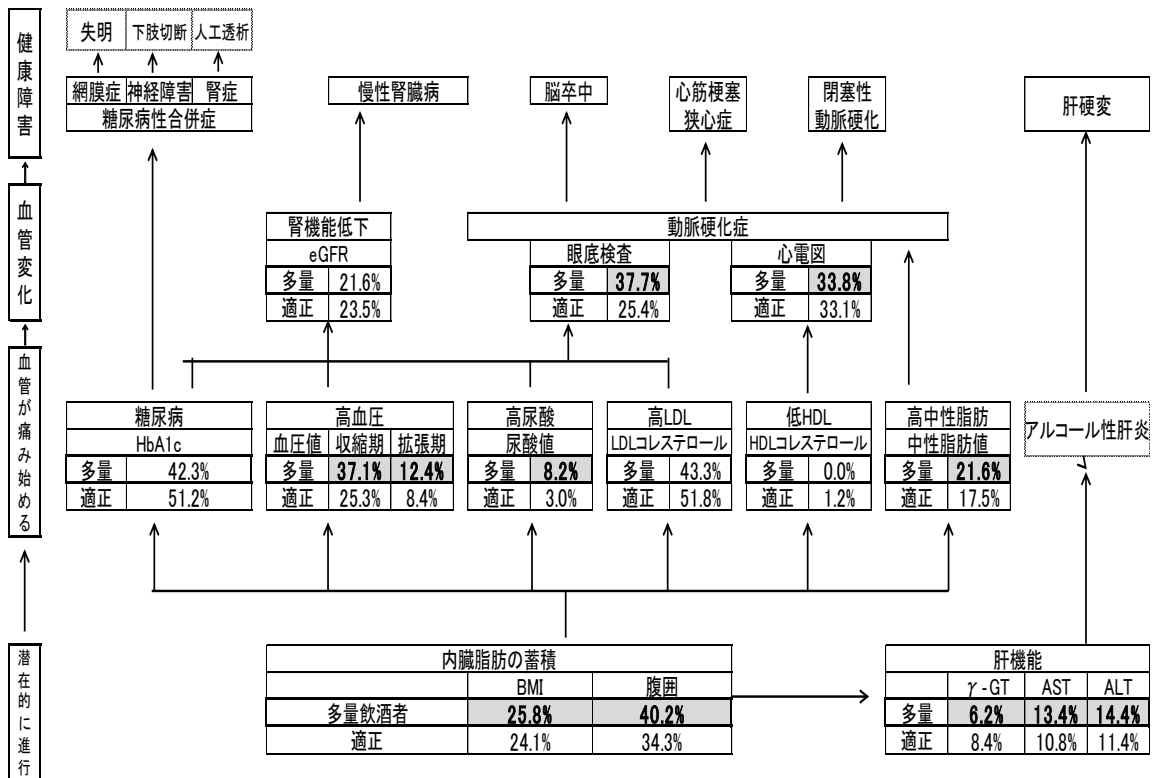 健康障害
失明 下肢切断 人工透析
網膜症 神経障害 腎症
糖尿病性合併症
慢性腎臓病
脳卒中
心筋梗塞
狭心症
閉塞性
動脈硬化
肝硬変
血管変化
腎機能低下
eGFR
多量 21.6%
適正 23.5%
動脈硬化症
眼底検査
多量 37.7%
適正 25.4%
心電図
多量 33.8%
適正 33.1%
血管が痛み始める
糖尿病
HbA1c
多量 42.3%
適正 51.2%
高血圧
血圧値 収縮期 拡張期
多量 37.1% 12.4%
適正 25.3% 8.4%
高尿酸
尿酸値
多量 8.2%
適正 3.0%
高LDL
LDLコレステロール
多量 43.3%
適正 51.8%
低HDL
HDLコレステロール
多量 0.0%
適正 1.2%
高中性脂肪
中性脂肪値
多量 21.6%
適正 17.5%
アルコール性肝炎
潜在的に進行
内臓脂肪の蓄積
BMI 腹囲
多量飲酒者 25.8% 40.2%
適正 24.1% 34.3%
肝機能
γ-GT AST ALT
多量 6.2% 13.4% 14.4%
適正 8.4% 10.8% 11.4%